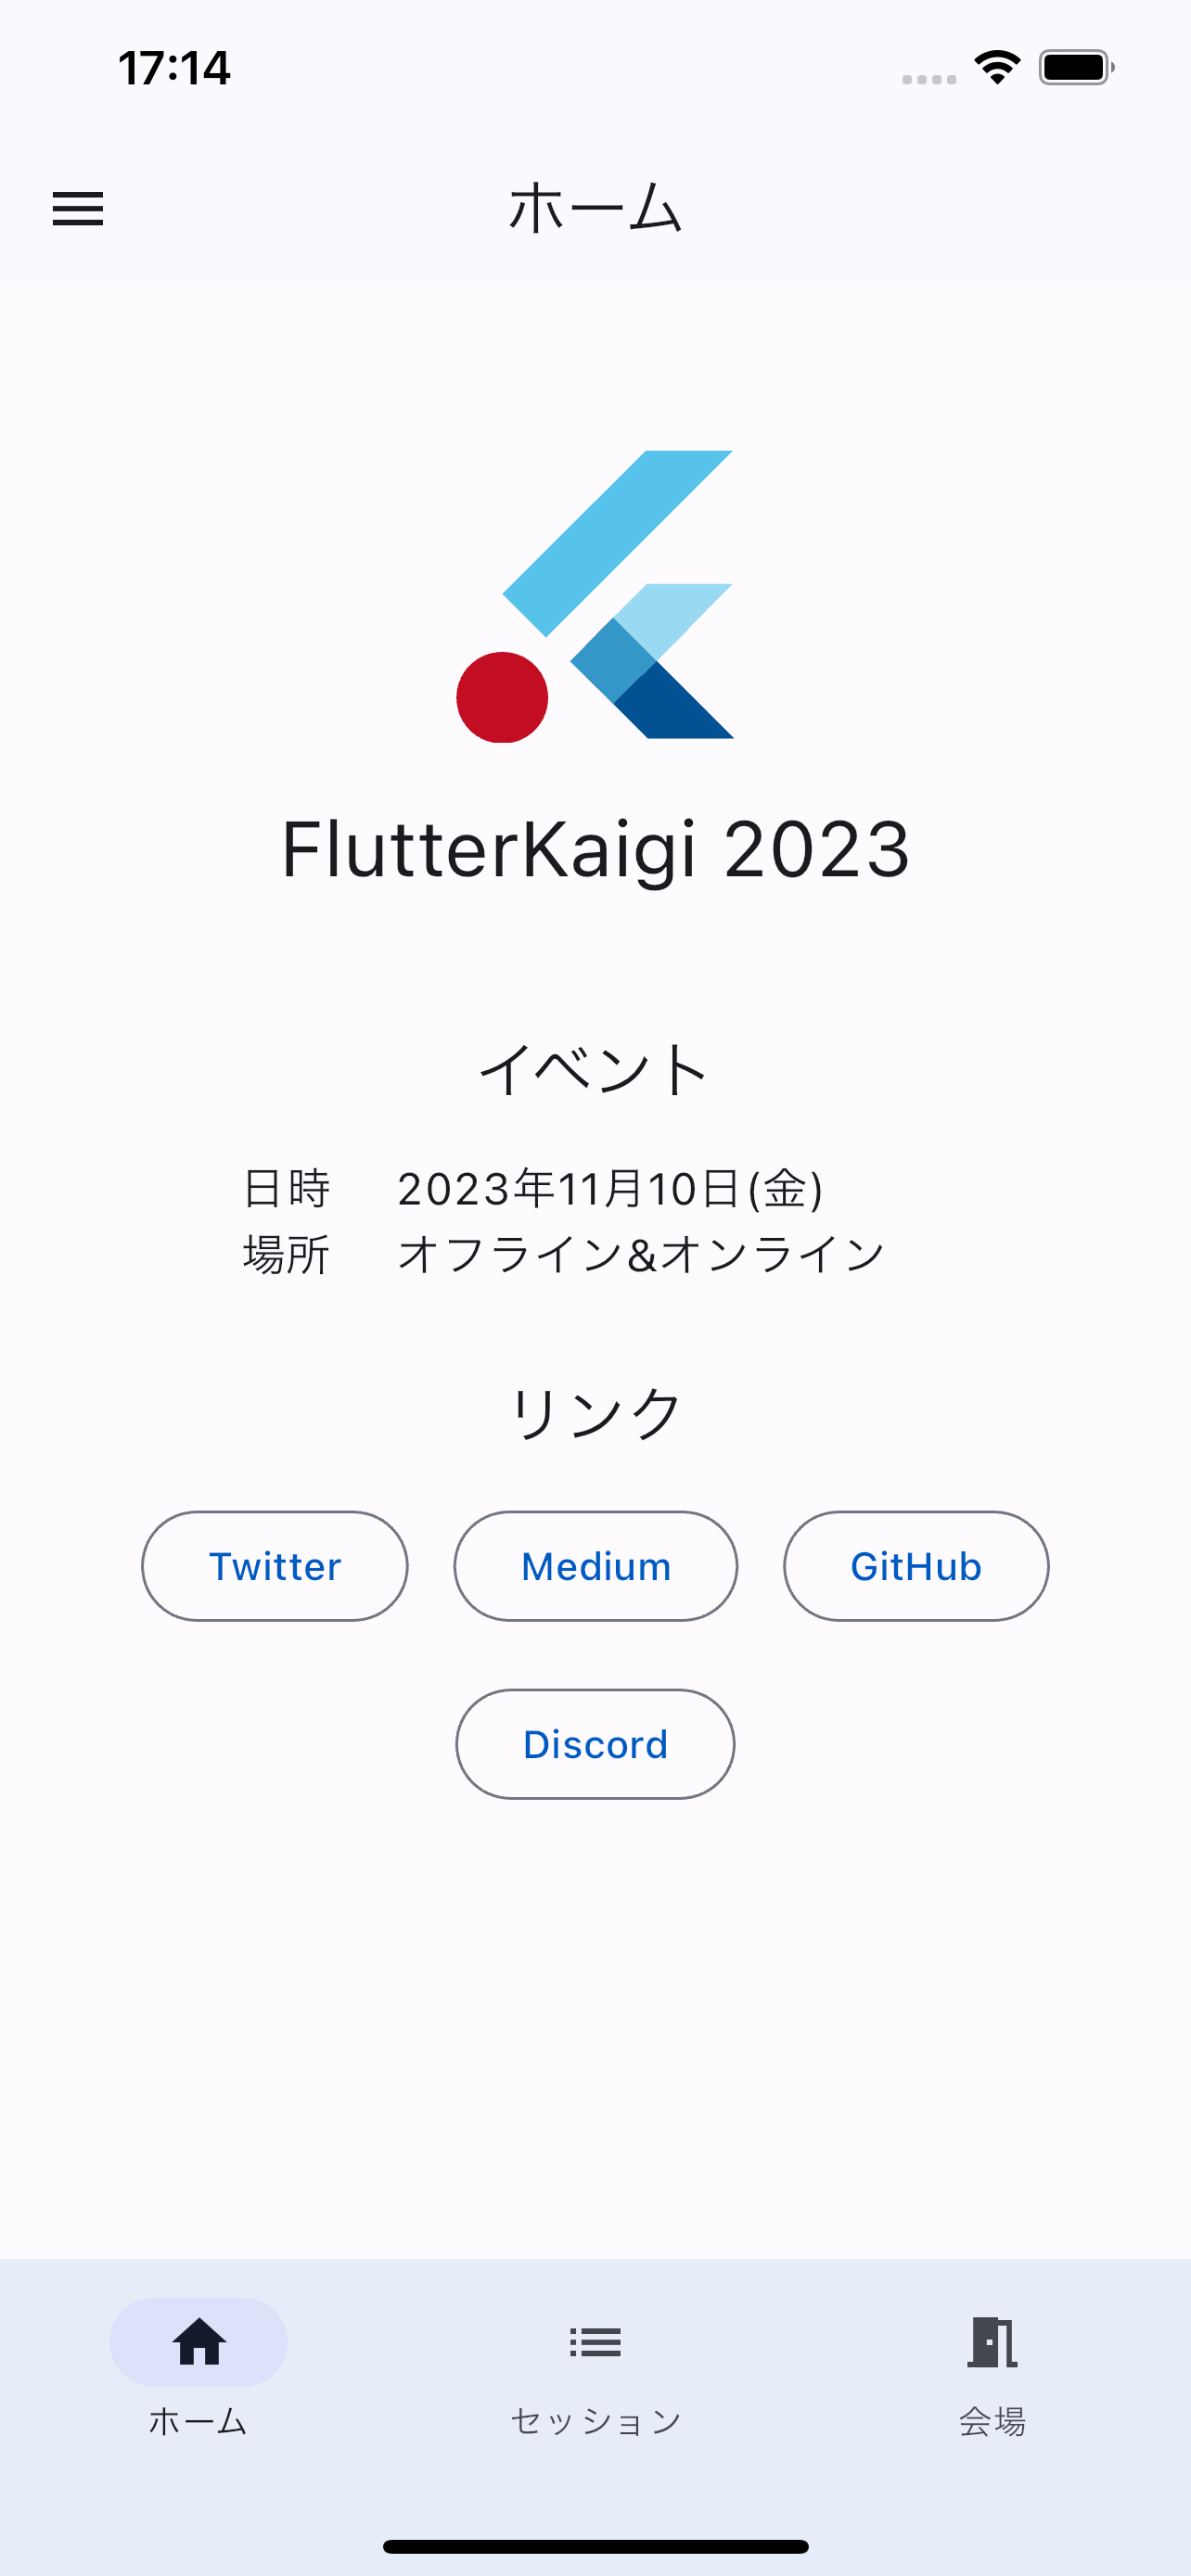 17:14
ホーム
FlutterKaigi 2023
イベント
日時 2023年11月10日(金)
場所 オフライン&オンライン
リンク
Twitter Medium GitHub
Discord
ホーム セッション 会場